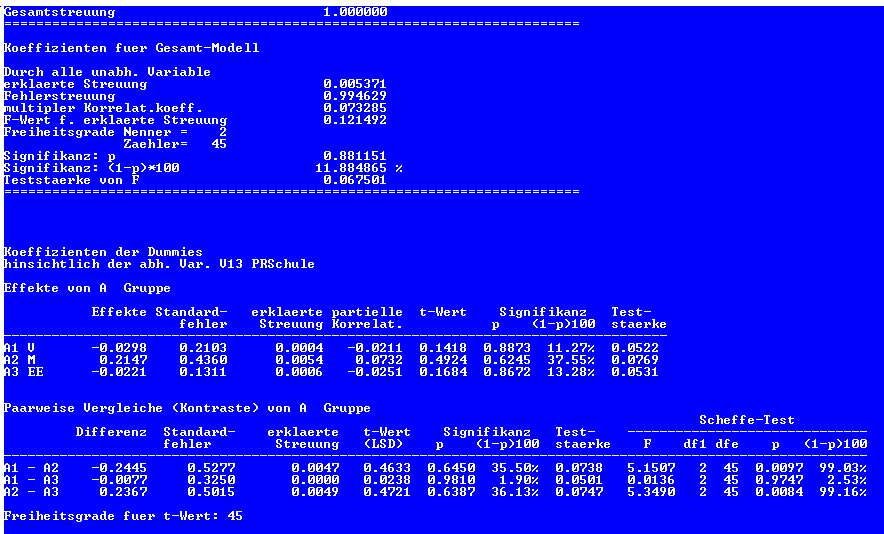 Gesamtstreuung 1.000000
========================================================================
Koeffizienten fuer Gesamt-Modell
Durch alle unabh. Variable
erklaerte Streuung 0.005371
Fehlerstreuung 0.994629
multipler Korrelat.koeff. 0.073285
F-Wert f. erklaerte Streuung 0.121492
Freiheitsgrade Nenner = 2
Zaehler= 45
Signifikanz: p 0.881151
Signifikanz: (1-p)*100 11.884865 %
Teststaerke von F 0.067501
========================================================================
Koeffizienten der Dummies
hinsichtlich der abh. Var. V13 PRSchule
Effekte von A Gruppe
Effekte Standard- erklaerte partielle t-Wert Signifikanz Test-
fehler Streuung Korrelat. p (1-p)100 staerke
A1 V -0.0298 0.2103 0.0004 -0.0211 0.1418 0.8873 11.27% 0.0522
A2 M 0.2147 0.4360 0.0054 0.0732 0.4924 0.6245 37.55% 0.0769
A3 EE -0.0221 0.1311 0.0006 -0.0251 0.1684 0.8672 13.28% 0.0531
Paarweise Vergleiche (Kontraste) von A Gruppe
Scheffe-Test
Differenz Standard- erklaerte t-Wert Signifikanz Test-
fehler Streuung (LSD) p (1-p)100 staerke F df1 dfe p (1-p)100
A1 - A2 -0.2445 0.5277 0.0047 0.4633 0.6450 35.50% 0.0738 5.1507 2 45 0.0097 99.03%
A1 - A3 -0.0077 0.3250 0.0000 0.0238 0.9810 1.90% 0.0501 0.0136 2 45 0.9747 2.53%
A2 - A3 0.2367 0.5015 0.0049 0.4721 0.6387 36.13% 0.0747 5.3490 2 45 0.0084 99.16%
Freiheitsgrade fuer t-Wert: 45